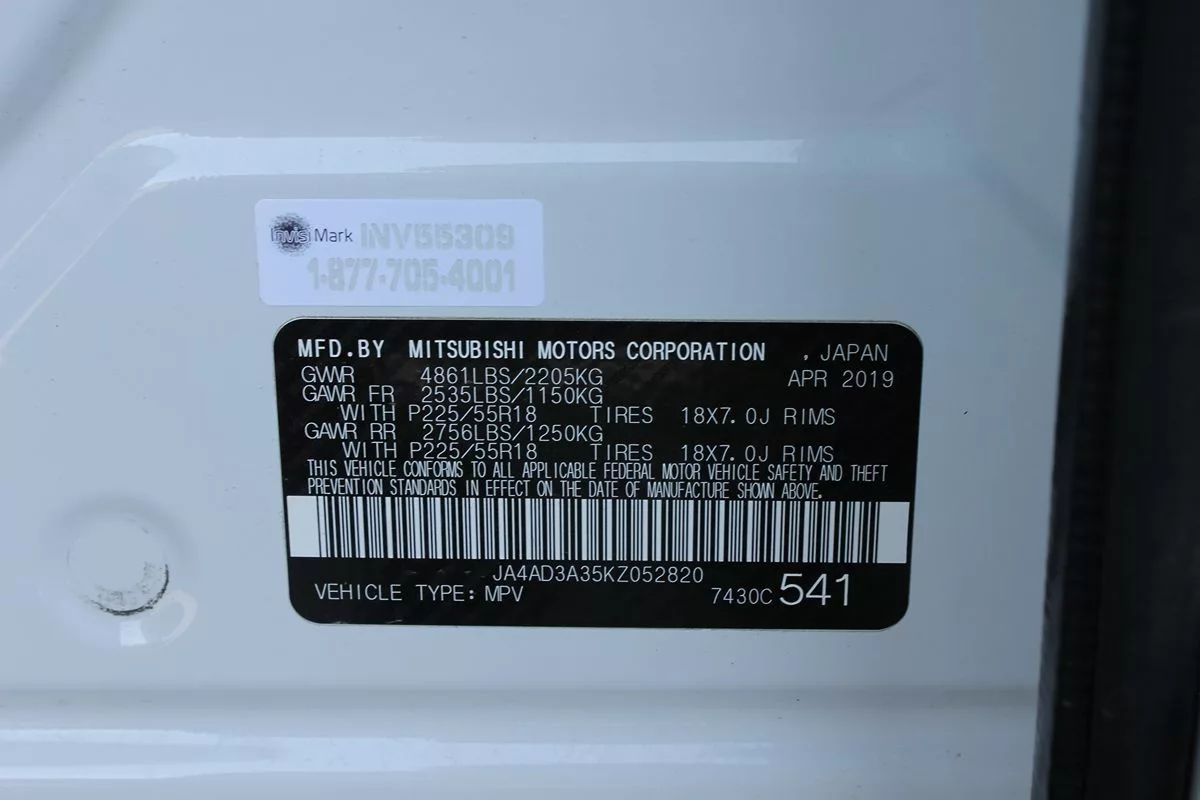 Invis Mark INV55309
1-877-705-4001
MFD.BY MITSUBISHI MOTORS CORPORATION , JAPAN
GVWR 4861LBS/2205KG APR 2019
GAWR FR 2535LBS/1150KG
WITH P225/55R18 TIRES 18X7.0J RIMS
GAWR RR 2756LBS/1250KG
WITH P225/55R18 TIRES 18X7.0J RIMS
THIS VEHICLE CONFORMS TO ALL APPLICABLE FEDERAL MOTOR VEHICLE SAFETY AND THEFT
PREVENTION STANDARDS IN EFFECT ON THE DATE OF MANUFACTURE SHOWN ABOVE.
JA4AD3A35KZ052820
VEHICLE TYPE: MPV 7430C 541